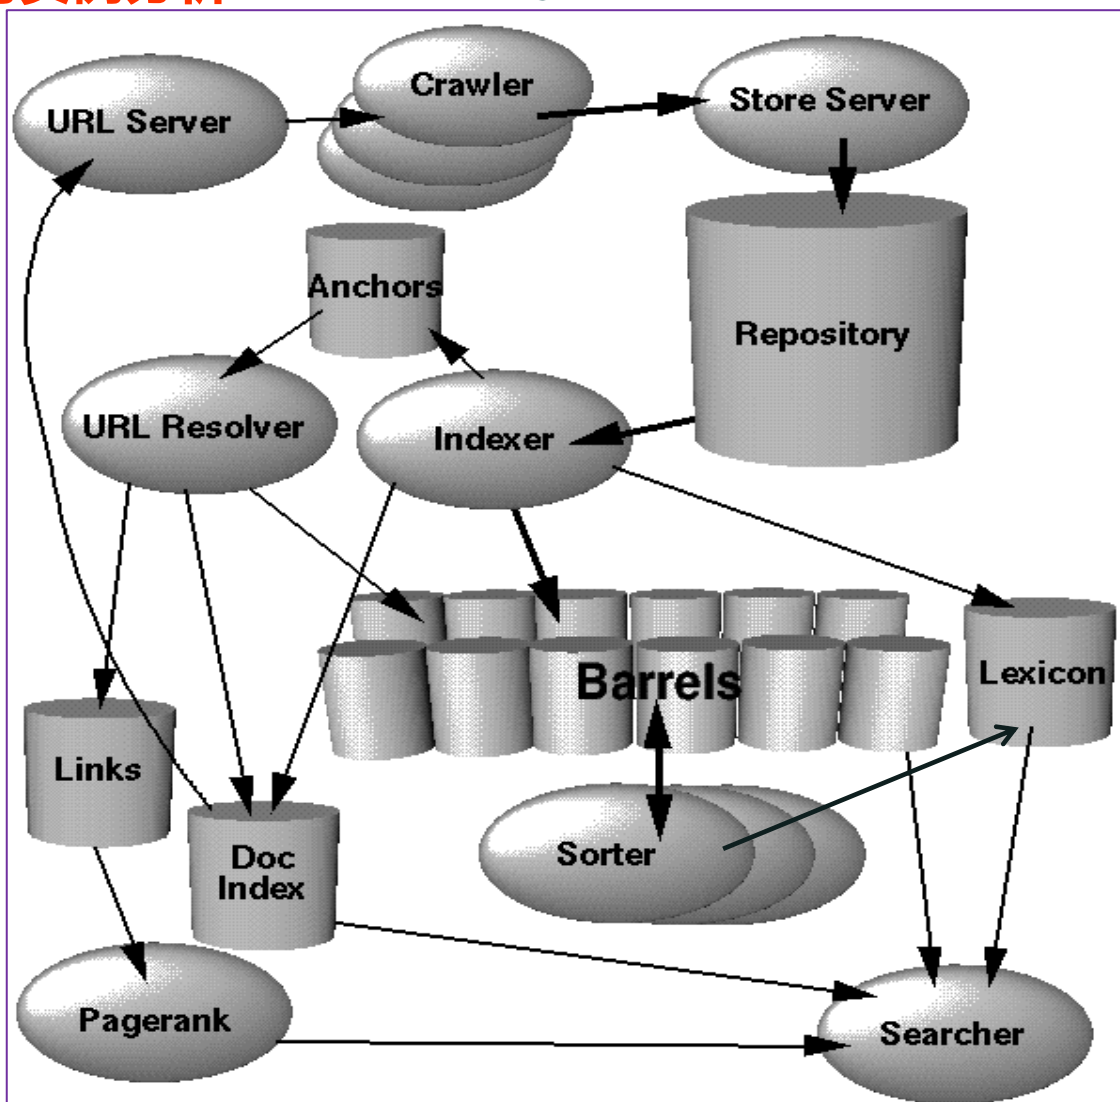 Crawler
URL Server
Store Server
Anchors
Repository
URL Resolver
Indexer
Barrels
Lexicon
Links
Doc
Index
Sorter
Pagerank
Searcher